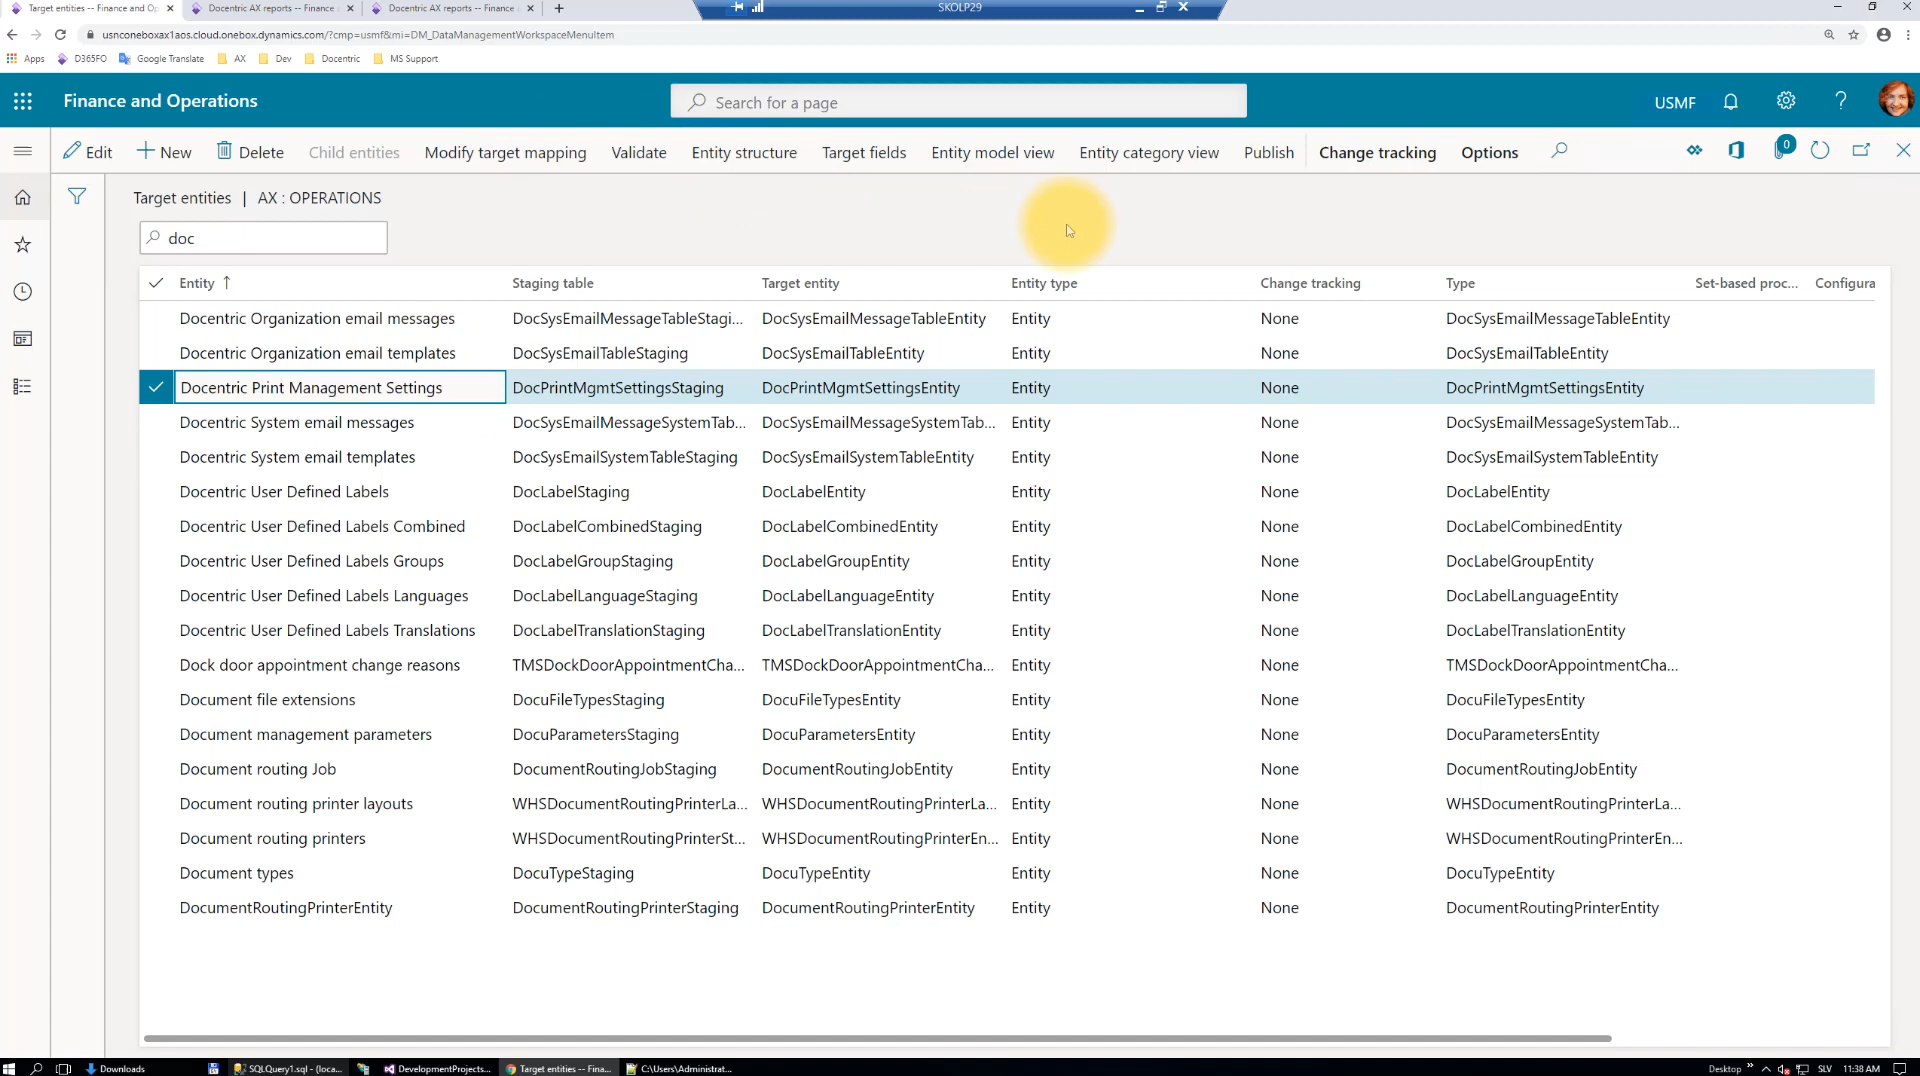 Target entities -- Finance and Op
Docentric AX reports -- Finance
Docentric AX reports -- Finance
SKOLP29
usnconeboxax1aos.cloud.onebox.dynamics.com/?cmp=usmf&mi=DM_DataManagementWorkspaceMenuItem
Apps D365FO Google Translate AX Dev Docentric MS Support
Finance and Operations
Search for a page
USMF
Edit New Delete Child entities Modify target mapping Validate Entity structure Target fields Entity model view Entity category view Publish Change tracking Options 0
Target entities | AX : OPERATIONS
doc
Entity Staging table Target entity Entity type Change tracking Type Set-based proc... Configura
Docentric Organization email messages DocSysEmailMessageTableStagi... DocSysEmailMessageTableEntity Entity None DocSysEmailMessageTableEntity
Docentric Organization email templates DocSysEmailTableStaging DocSysEmailTableEntity Entity None DocSysEmailTableEntity
Docentric Print Management Settings DocPrintMgmtSettingsStaging DocPrintMgmtSettingsEntity Entity None DocPrintMgmtSettingsEntity
Docentric System email messages DocSysEmailMessageSystemTab... DocSysEmailMessageSystemTab... Entity None DocSysEmailMessageSystemTab...
Docentric System email templates DocSysEmailSystemTableStaging DocSysEmailSystemTableEntity Entity None DocSysEmailSystemTableEntity
Docentric User Defined Labels DocLabelStaging DocLabelEntity Entity None DocLabelEntity
Docentric User Defined Labels Combined DocLabelCombinedStaging DocLabelCombinedEntity Entity None DocLabelCombinedEntity
Docentric User Defined Labels Groups DocLabelGroupStaging DocLabelGroupEntity Entity None DocLabelGroupEntity
Docentric User Defined Labels Languages DocLabelLanguageStaging DocLabelLanguageEntity Entity None DocLabelLanguageEntity
Docentric User Defined Labels Translations DocLabelTranslationStaging DocLabelTranslationEntity Entity None DocLabelTranslationEntity
Dock door appointment change reasons TMSDockDoorAppointmentCha... TMSDockDoorAppointmentCha... Entity None TMSDockDoorAppointmentCha...
Document file extensions DocuFileTypesStaging DocuFileTypesEntity Entity None DocuFileTypesEntity
Document management parameters DocuParametersStaging DocuParametersEntity Entity None DocuParametersEntity
Document routing Job DocumentRoutingJobStaging DocumentRoutingJobEntity Entity None DocumentRoutingJobEntity
Document routing printer layouts WHSDocumentRoutingPrinterLa... WHSDocumentRoutingPrinterLa... Entity None WHSDocumentRoutingPrinterLa...
Document routing printers WHSDocumentRoutingPrinterSt... WHSDocumentRoutingPrinterEn... Entity None WHSDocumentRoutingPrinterEn...
Document types DocuTypeStaging DocuTypeEntity Entity None DocuTypeEntity
DocumentRoutingPrinterEntity DocumentRoutingPrinterStaging DocumentRoutingPrinterEntity Entity None DocumentRoutingPrinterEntity
Downloads SQLQuery1.sql - (loca... DevelopmentProjects... Target entities -- Fina... C:\Users\Administrat... Desktop SLV 11:38 AM